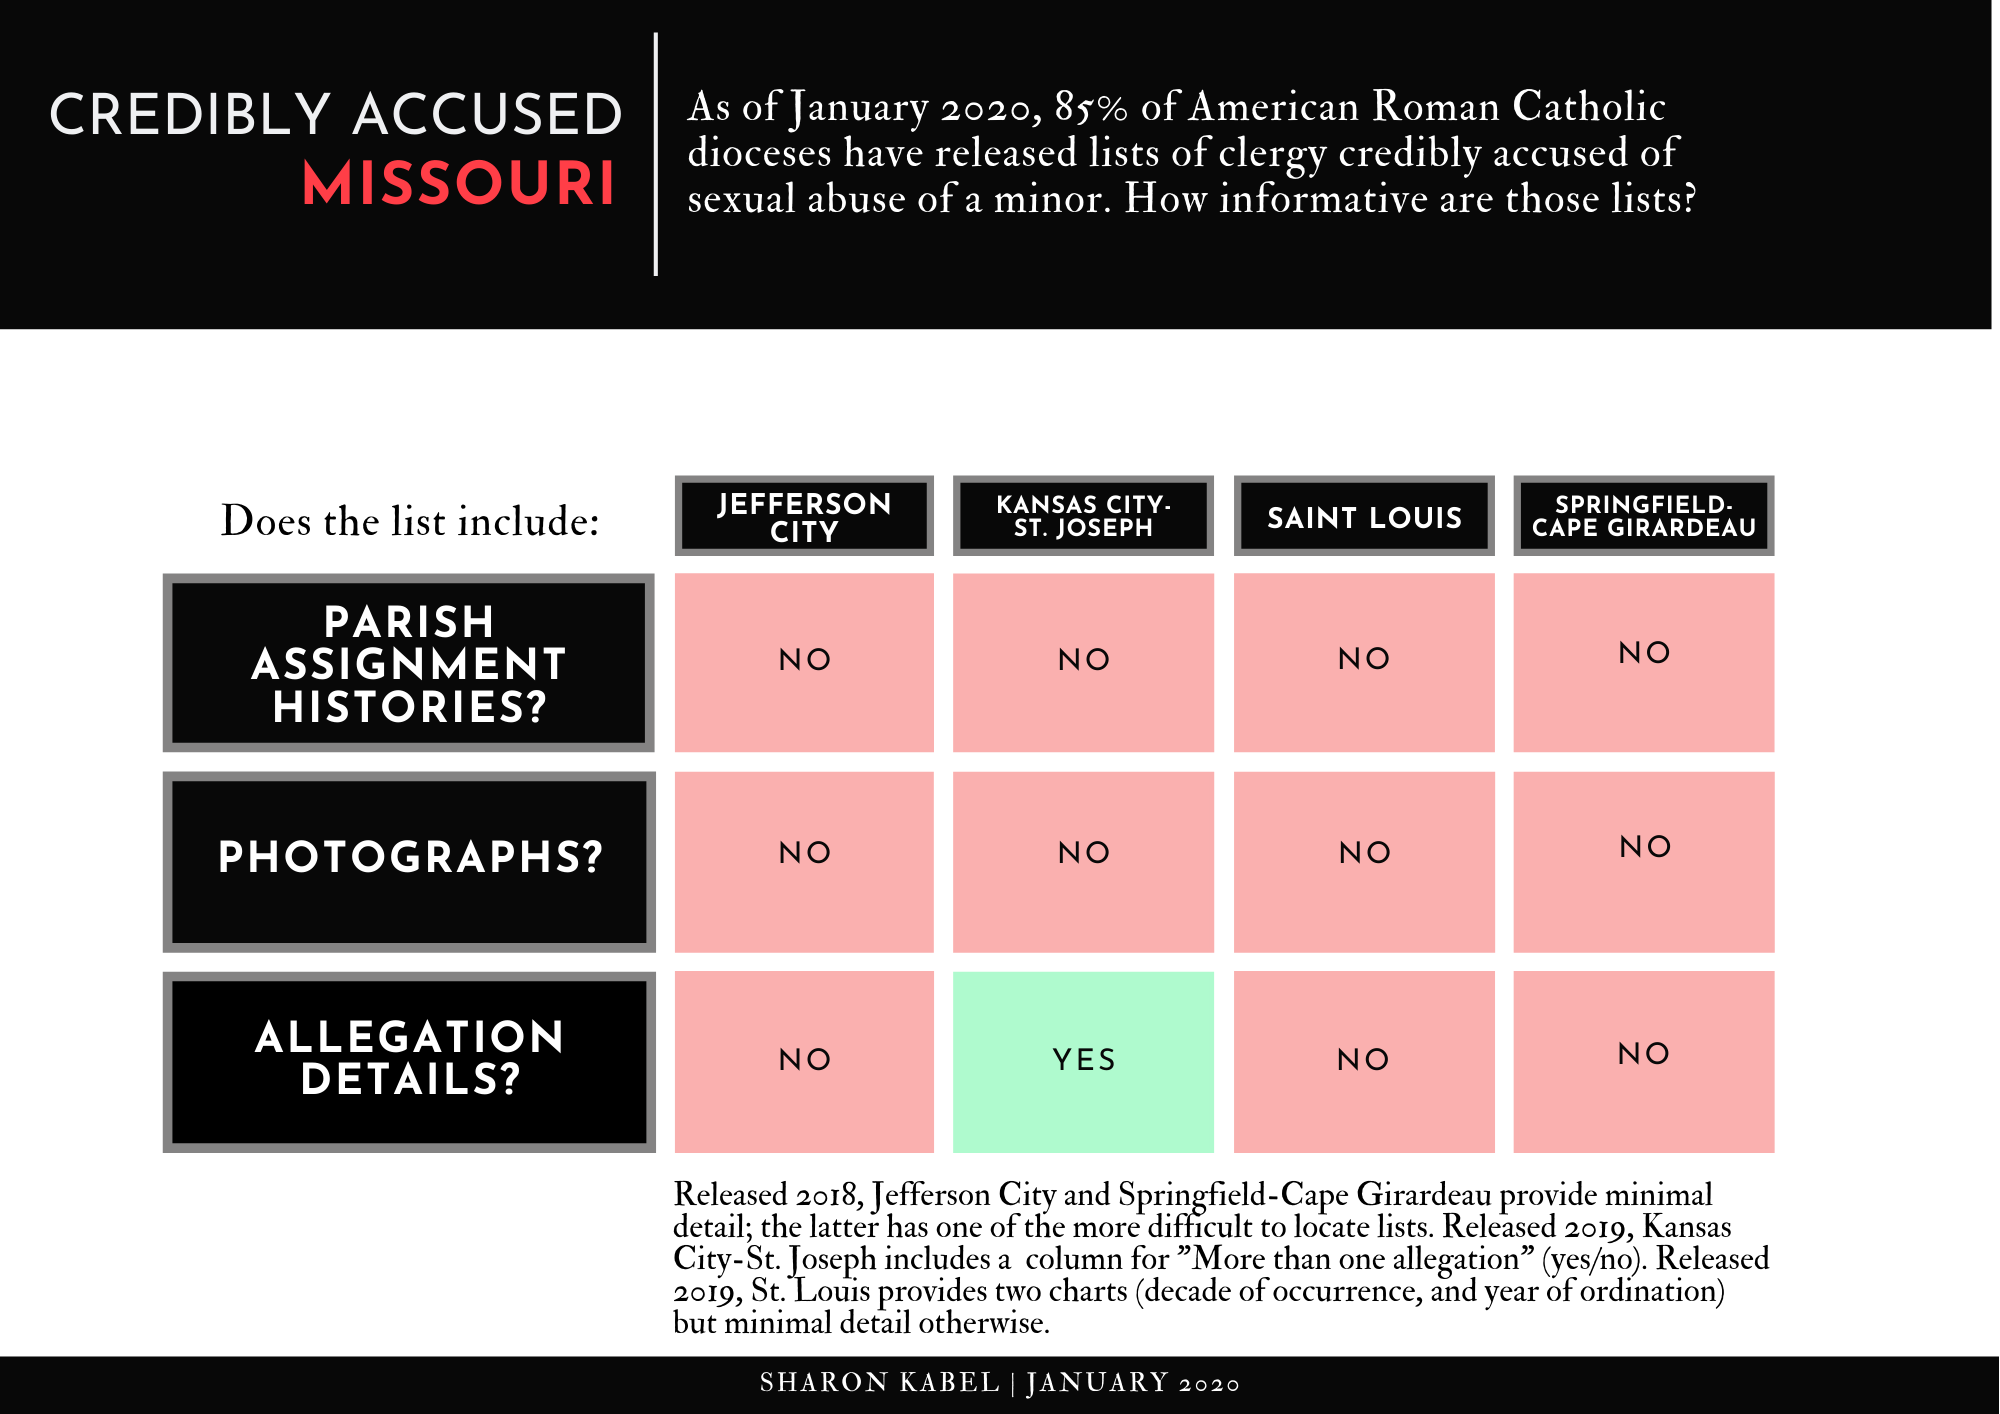 CREDIBLY ACCUSED
MISSOURI
As of January 2020, 85% of American Roman Catholic
dioceses have released lists of clergy credibly accused of
sexual abuse of a minor. How informative are those lists?
Does the list include:
JEFFERSON
CITY
KANSAS CITY-
ST. JOSEPH
SAINT LOUIS
SPRINGFIELD-
CAPE GIRARDEAU
PARISH
ASSIGNMENT
HISTORIES?
NO
NO
NO
NO
PHOTOGRAPHS?
NO
NO
NO
NO
ALLEGATION
DETAILS?
NO
YES
NO
NO
Released 2018, Jefferson City and Springfield-Cape Girardeau provide minimal
detail; the latter has one of the more difficult to locate lists. Released 2019, Kansas
City-St. Joseph includes a  column for "More than one allegation" (yes/no). Released
2019, St. Louis provides two charts (decade of occurrence, and year of ordination)
but minimal detail otherwise.
SHARON KABEL | JANUARY 2020